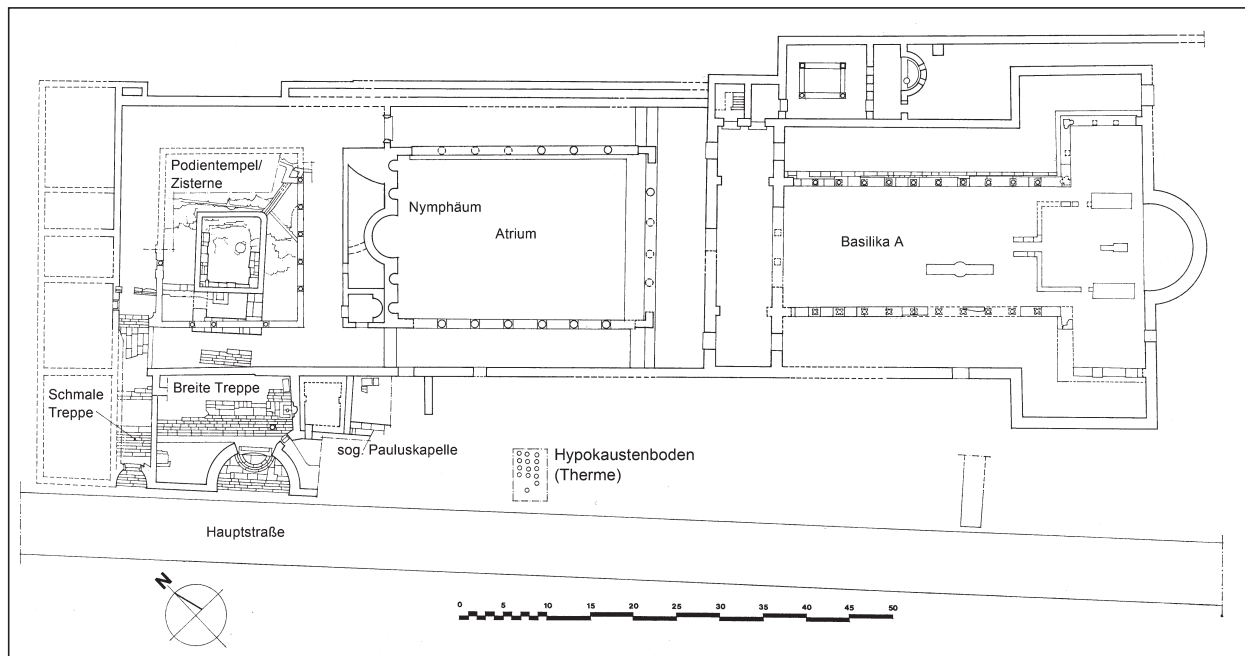 Podientempel/
Zisterne
Nymphäum
Atrium
Basilika A
Schmale
Treppe
Breite Treppe
sog. Pauluskapelle
Hypokaustenboden
(Therme)
Hauptstraße
N
0 5 10 15 20 25 30 35 40 45 50